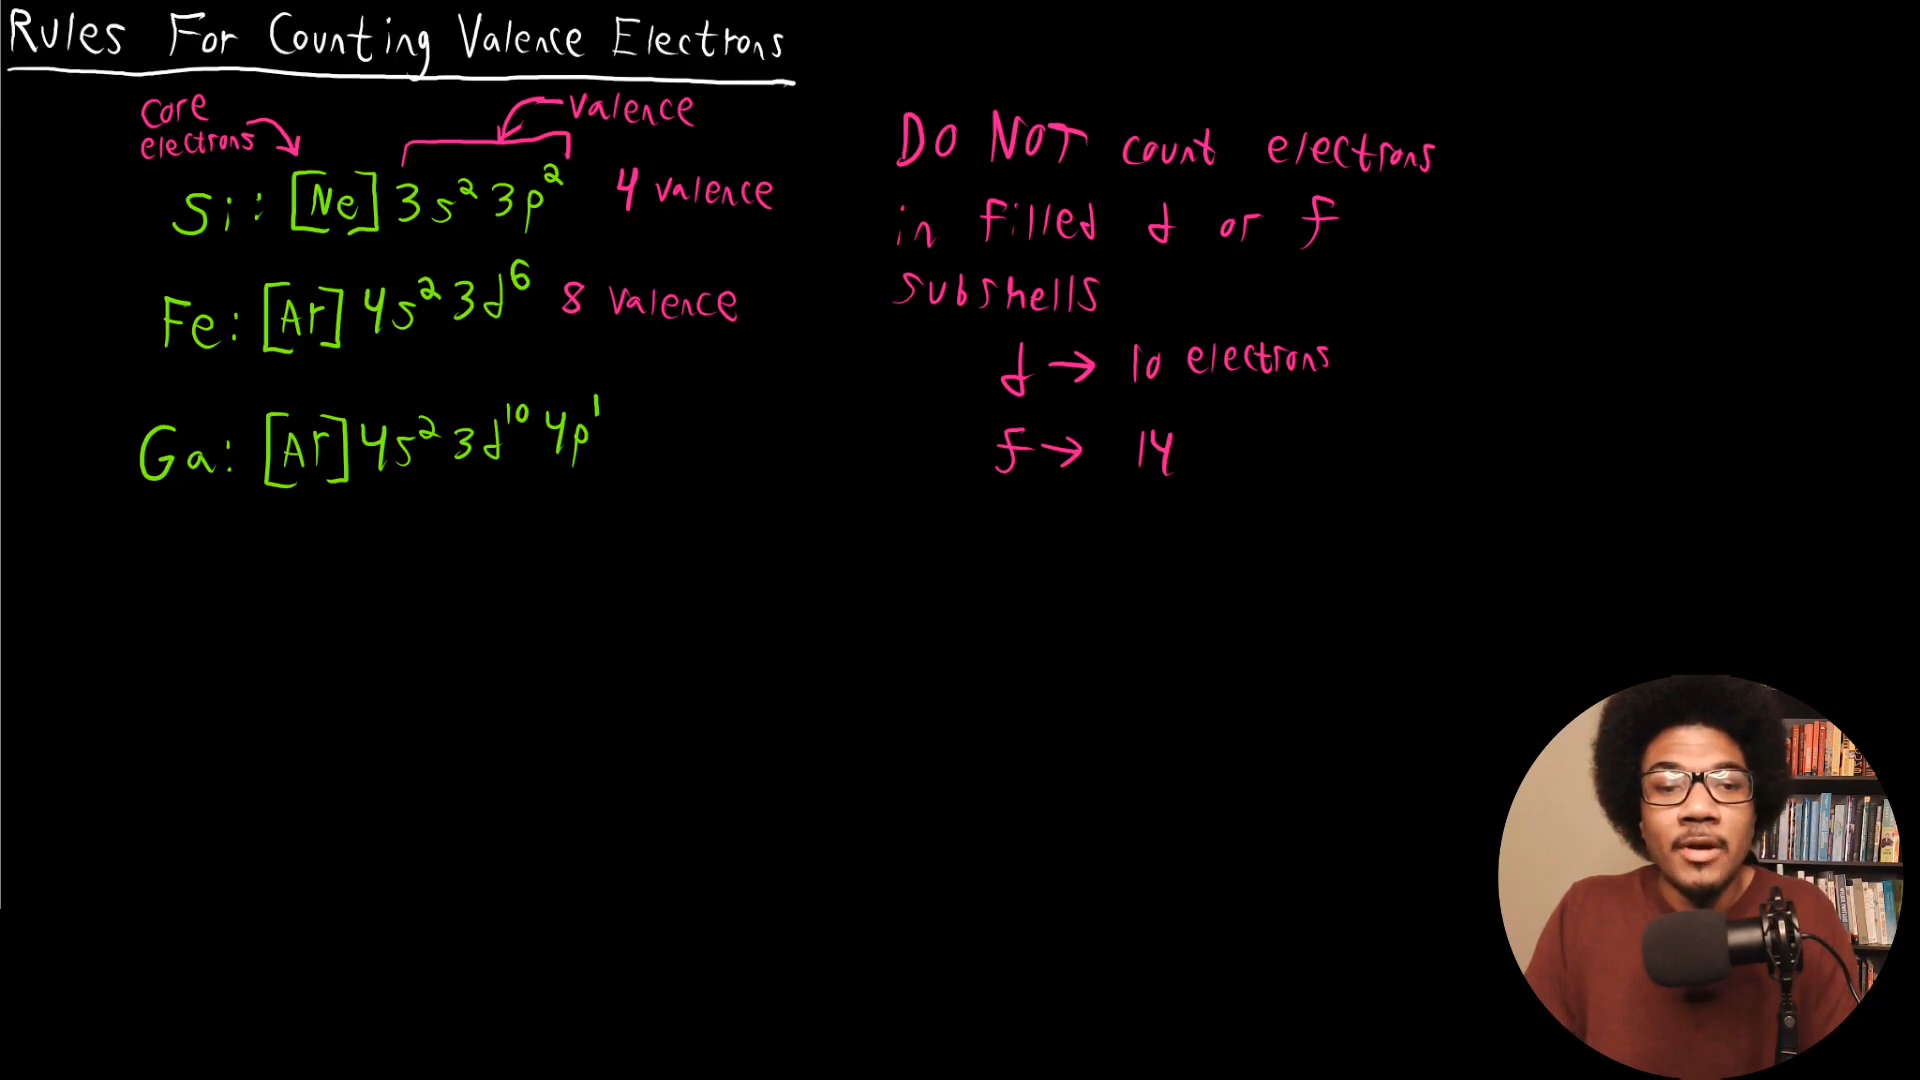 Rules For Counting Valence Electrons
core
electrons
valence
Si: [Ne] 3s² 3p² 4 valence
Fe: [Ar] 4s² 3d⁶ 8 valence
Ga: [Ar] 4s² 3d¹⁰ 4p¹
DO NOT count electrons
in filled d or f
subshells
d → 10 electrons
f → 14